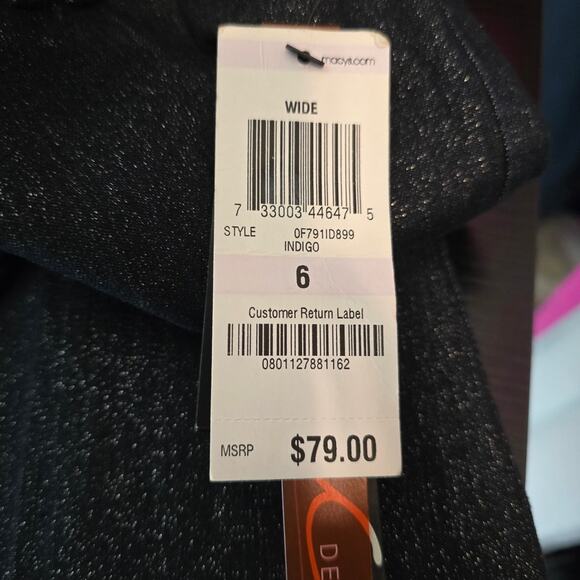 macys.com
WIDE
7 33003 44647 5
STYLE 0F791ID899
INDIGO
6
Customer Return Label
0801127881162
MSRP $79.00
DE